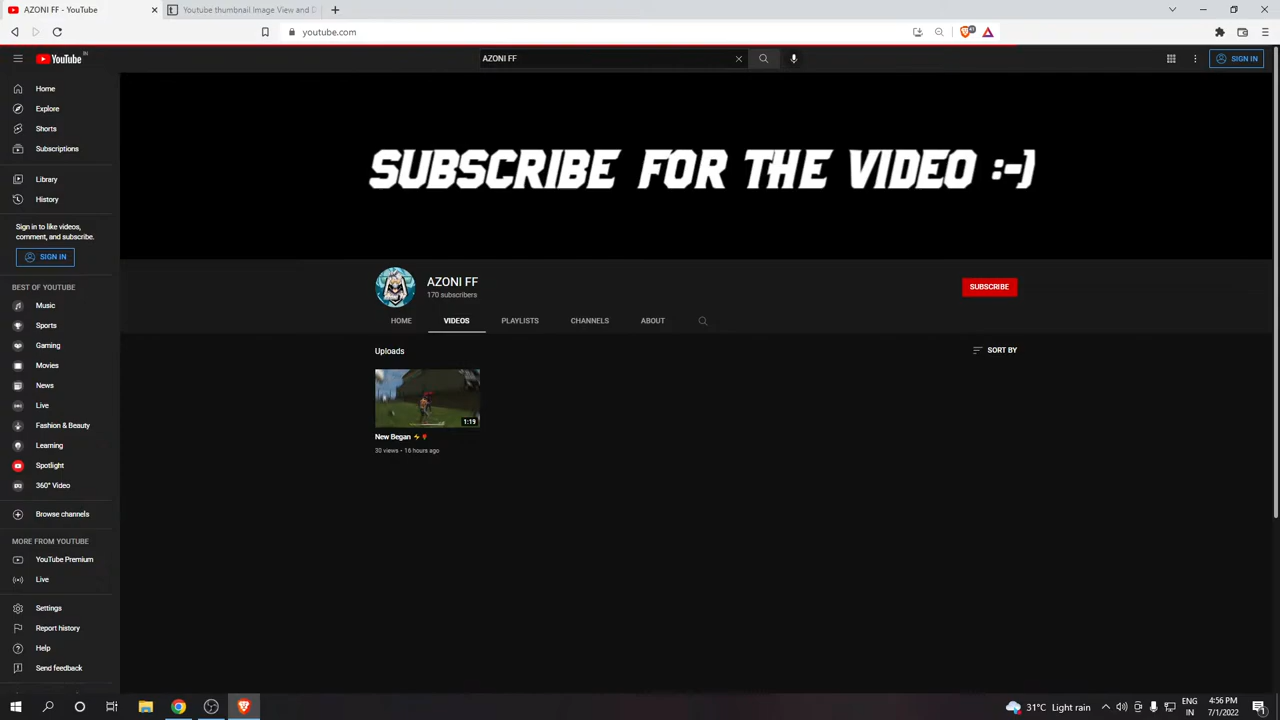 AZONI FF - YouTube
Youtube thumbnail Image View and D
youtube.com
YouTube IN
AZONI FF
SIGN IN
Home
Explore
Shorts
Subscriptions
Library
History
Sign in to like videos,
comment, and subscribe.
SIGN IN
BEST OF YOUTUBE
Music
Sports
Gaming
Movies
News
Live
Fashion & Beauty
Learning
Spotlight
360° Video
Browse channels
MORE FROM YOUTUBE
YouTube Premium
Live
Settings
Report history
Help
Send feedback
SUBSCRIBE FOR THE VIDEO :-)
AZONI FF
170 subscribers
SUBSCRIBE
HOME VIDEOS PLAYLISTS CHANNELS ABOUT
Uploads
SORT BY
1:19
New Began ⚡🌹
30 views • 16 hours ago
31°C Light rain
ENG
IN
4:56 PM
7/1/2022